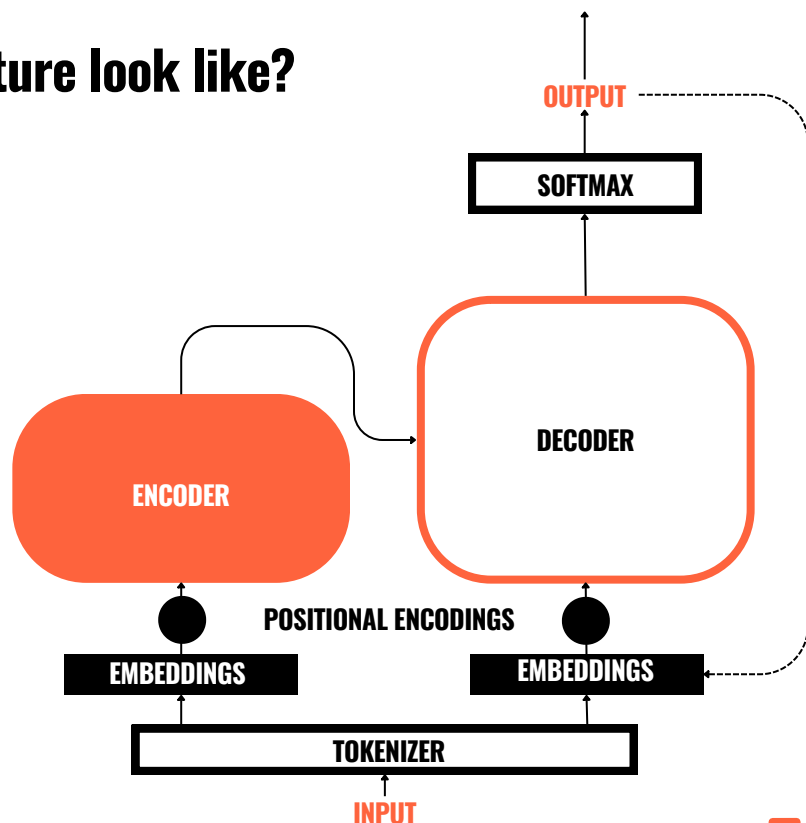 ture look like?
OUTPUT
SOFTMAX
DECODER
ENCODER
POSITIONAL ENCODINGS
EMBEDDINGS
EMBEDDINGS
TOKENIZER
INPUT